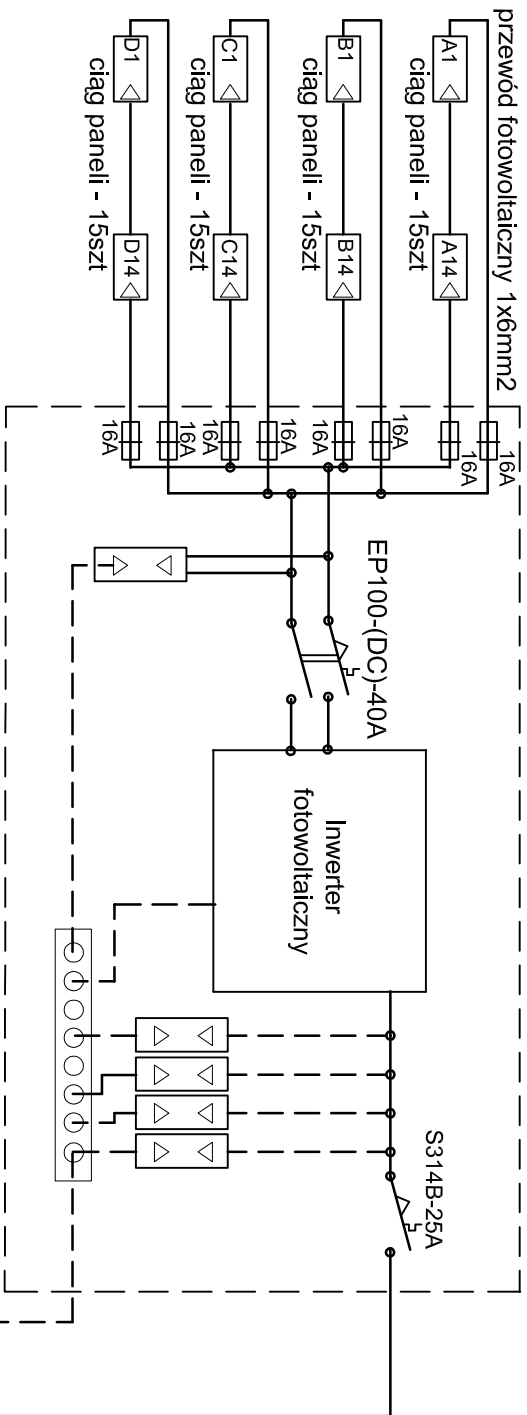 przewód fotowoltaiczny 1x6mm2
A1
A14
ciąg paneli - 15szt
B1
B14
ciąg paneli - 15szt
C1
C14
ciąg paneli - 15szt
D1
D14
ciąg paneli - 15szt
16A
16A
16A
16A
16A
16A
16A
16A
EP100-(DC)-40A
Inwerter
fotowoltaiczny
S314B-25A